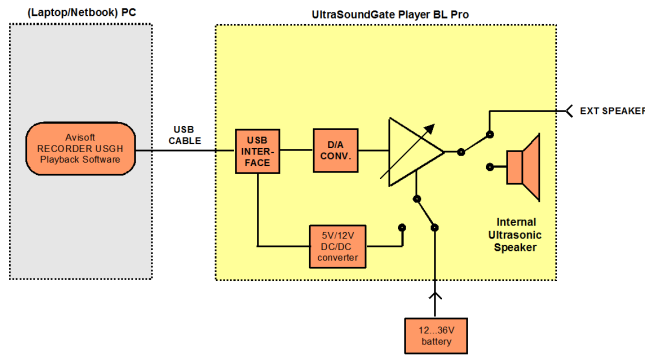 (Laptop/Netbook) PC
UltraSoundGate Player BL Pro
Avisoft
RECORDER USGH
Playback Software
USB
CABLE
USB
INTER-
FACE
D/A
CONV.
EXT SPEAKER
Internal
Ultrasonic
Speaker
5V/12V
DC/DC
converter
12...36V
battery